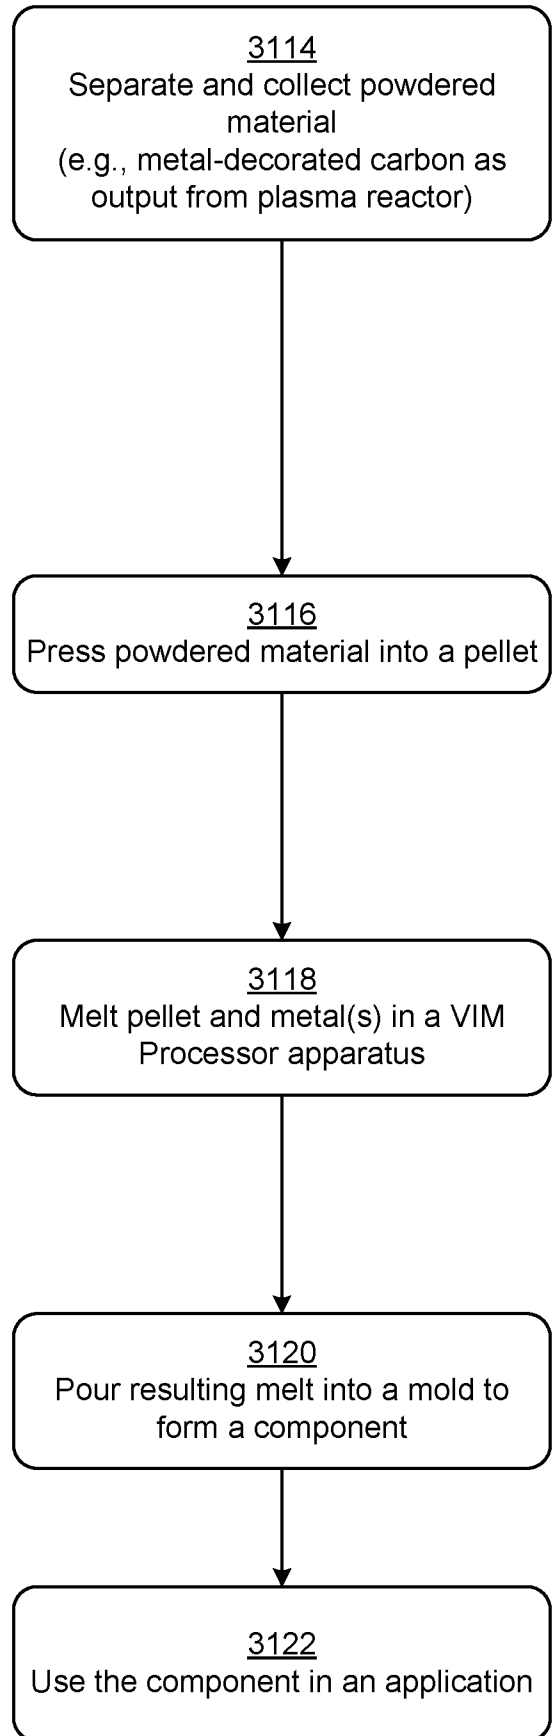 3114
Separate and collect powdered
material
(e.g., metal-decorated carbon as
output from plasma reactor)
3116
Press powdered material into a pellet
3118
Melt pellet and metal(s) in a VIM
Processor apparatus
3120
Pour resulting melt into a mold to
form a component
3122
Use the component in an application